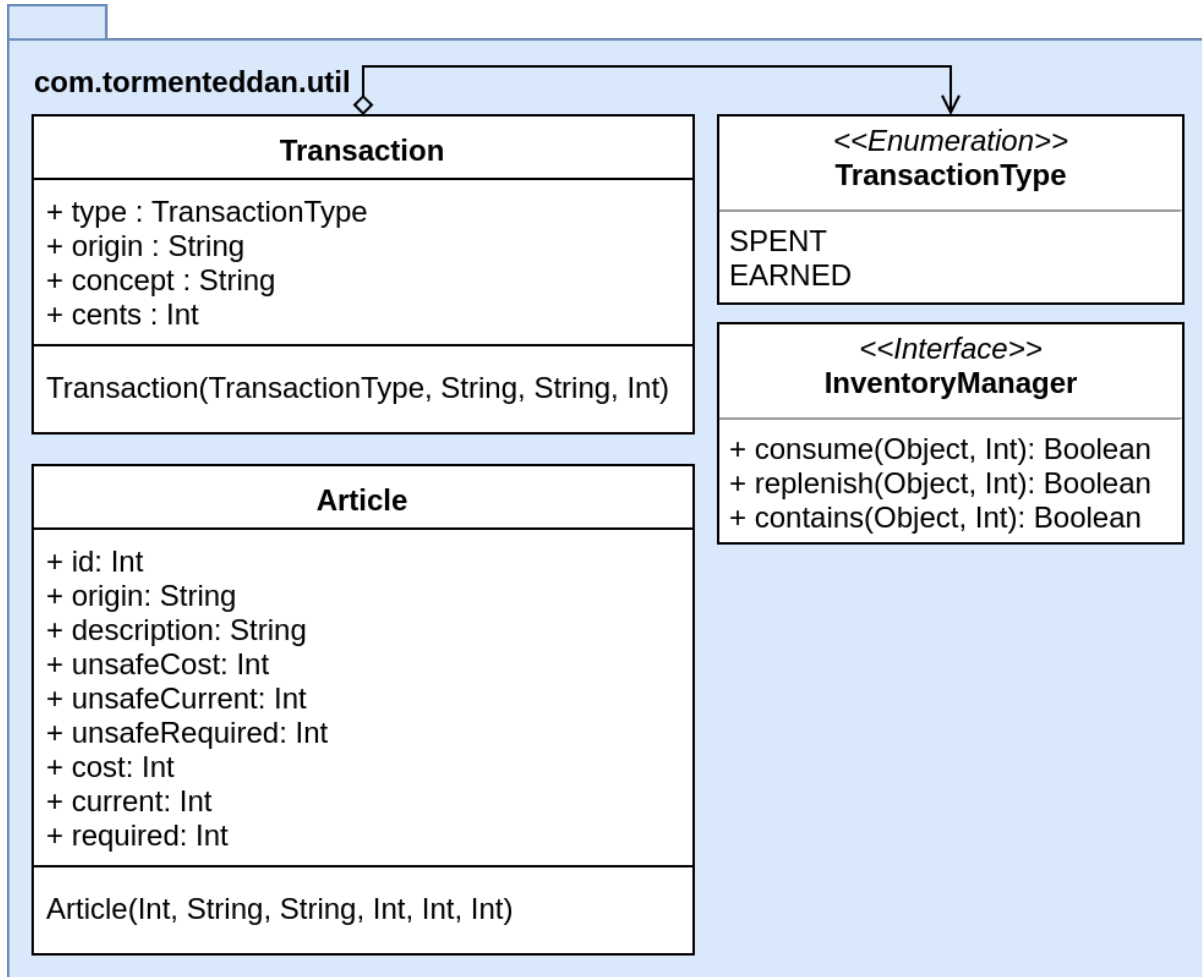 com.tormenteddan.util
Transaction
+ type : TransactionType
+ origin : String
+ concept : String
+ cents : Int
Transaction(TransactionType, String, String, Int)
<<Enumeration>>
TransactionType
SPENT
EARNED
<<Interface>>
InventoryManager
+ consume(Object, Int): Boolean
+ replenish(Object, Int): Boolean
+ contains(Object, Int): Boolean
Article
+ id: Int
+ origin: String
+ description: String
+ unsafeCost: Int
+ unsafeCurrent: Int
+ unsafeRequired: Int
+ cost: Int
+ current: Int
+ required: Int
Article(Int, String, String, Int, Int, Int)